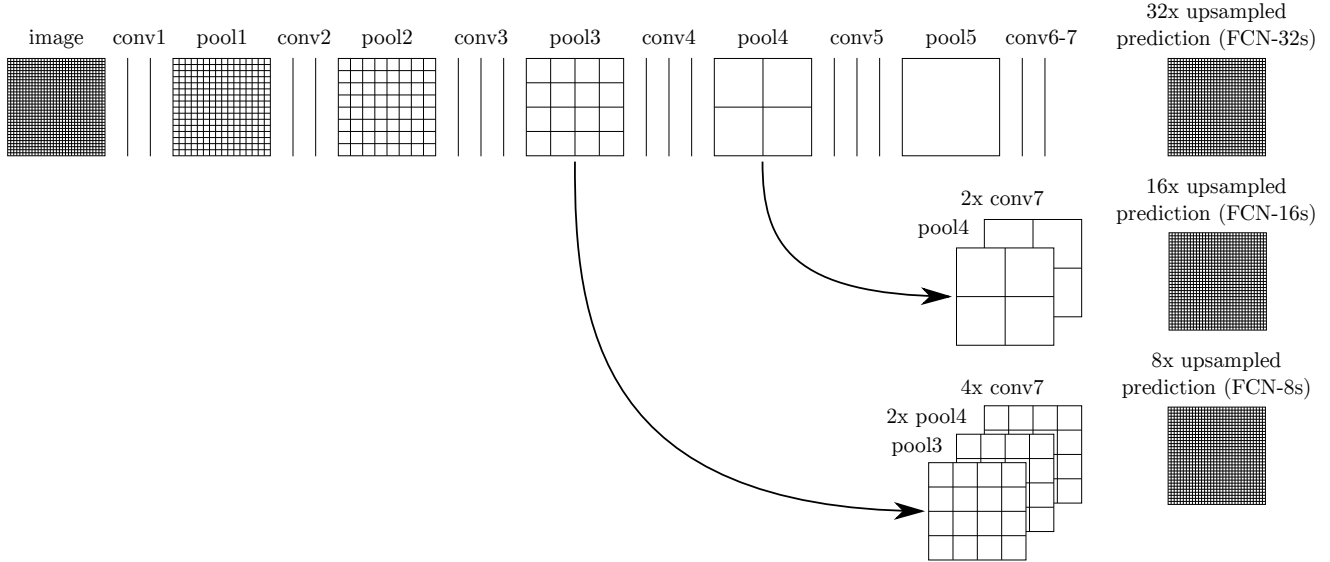 image
conv1
pool1
conv2
pool2
conv3
pool3
conv4
pool4
conv5
pool5
conv6-7
32x upsampled
prediction (FCN-32s)
2x conv7
pool4
16x upsampled
prediction (FCN-16s)
4x conv7
2x pool4
pool3
8x upsampled
prediction (FCN-8s)